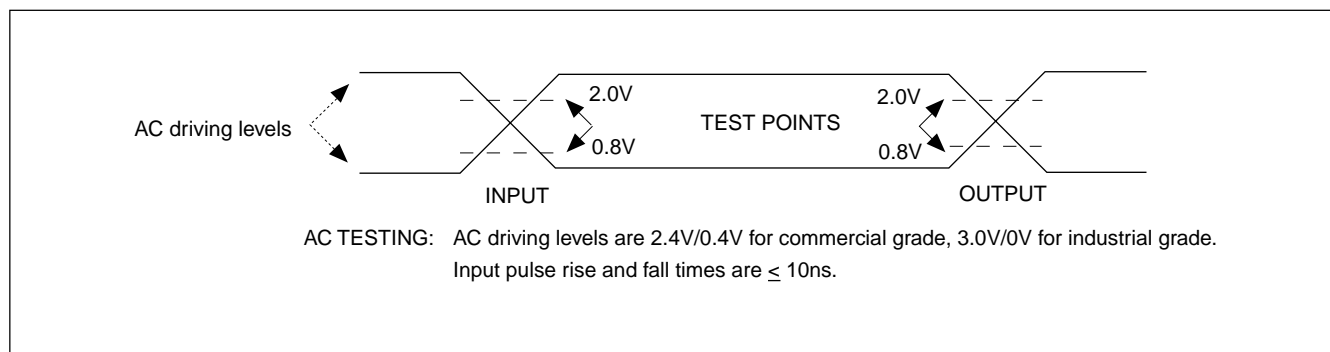 2.0V
2.0V
AC driving levels
TEST POINTS
0.8V
0.8V
INPUT
OUTPUT
AC TESTING: AC driving levels are 2.4V/0.4V for commercial grade, 3.0V/0V for industrial grade.
Input pulse rise and fall times are ≤ 10ns.